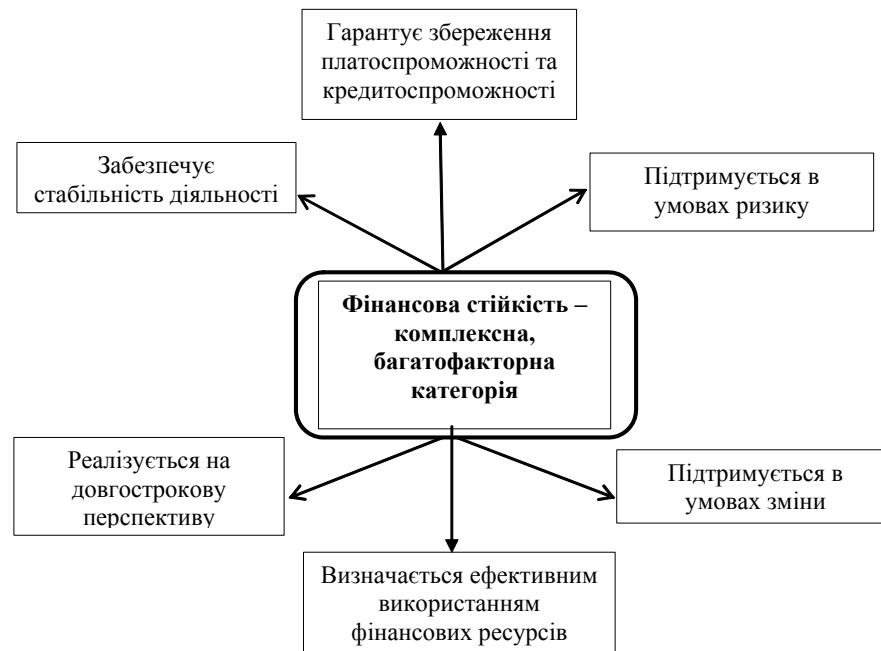 Гарантує збереження
платоспроможності та
кредитоспроможності
Забезпечує
стабільність діяльності
Підтримується в
умовах ризику
Фінансова стійкість –
комплексна,
багатофакторна
категорія
Реалізується на
довгострокову
перспективу
Підтримується в
умовах зміни
Визначається ефективним
використанням
фінансових ресурсів